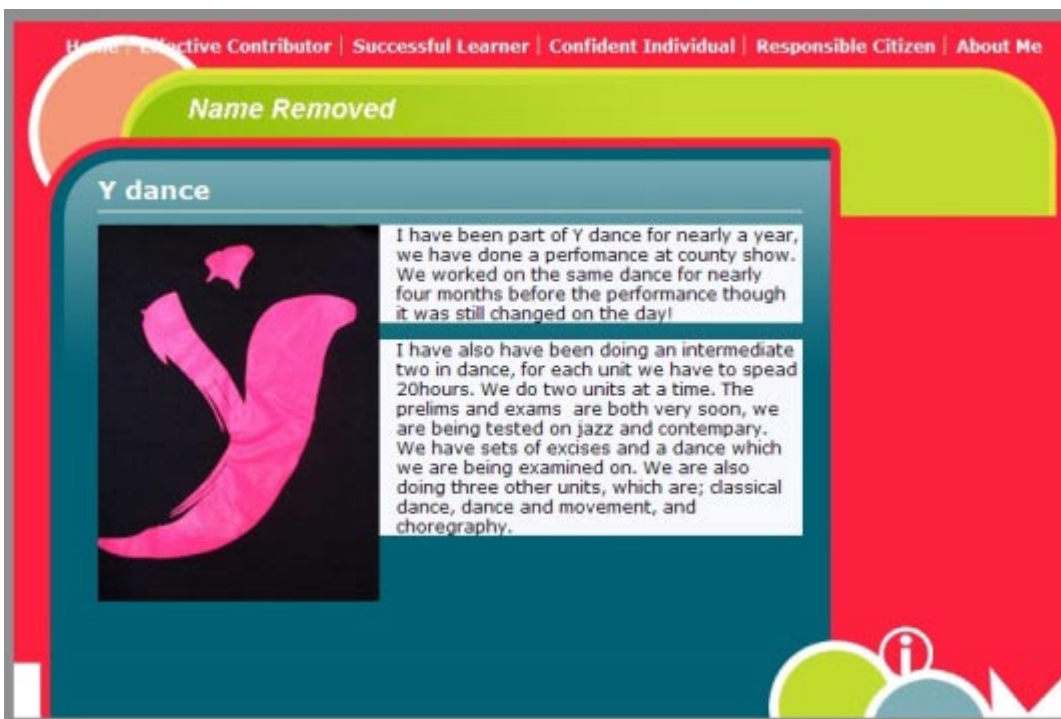 Home | Effective Contributor | Successful Learner | Confident Individual | Responsible Citizen | About Me
Name Removed
Y dance
I have been part of Y dance for nearly a year,
we have done a perfomance at county show.
We worked on the same dance for nearly
four months before the performance though
it was still changed on the day!
I have also have been doing an intermediate
two in dance, for each unit we have to spead
20hours. We do two units at a time. The
prelims and exams  are both very soon, we
are being tested on jazz and contempary.
We have sets of excises and a dance which
we are being examined on. We are also
doing three other units, which are; classical
dance, dance and movement, and
choregraphy.
y
i